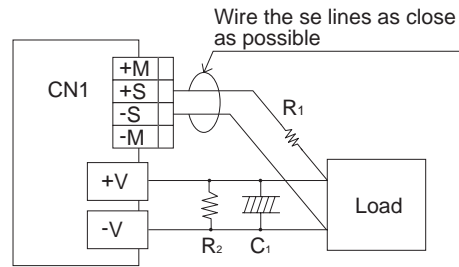 Wire the se lines as close
as possible
CN1
+M
+S
-S
-M
R1
+V
-V
R2
C1
Load